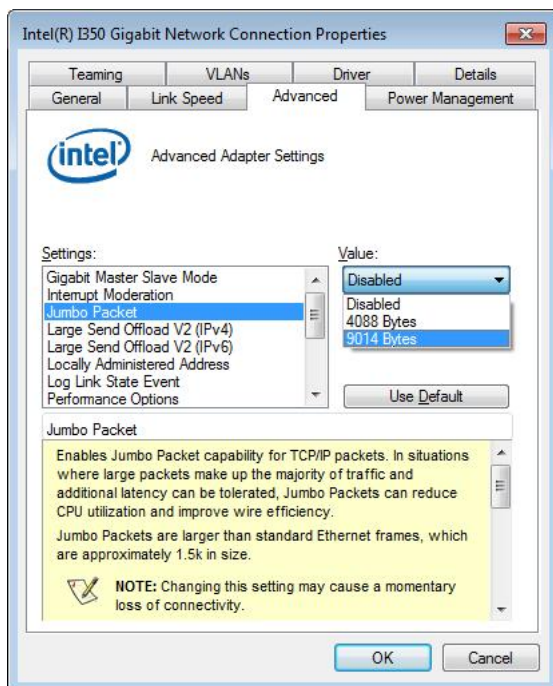 Intel(R) I350 Gigabit Network Connection Properties
Teaming
VLANs
Driver
Details
General
Link Speed
Advanced
Power Management
intel
Advanced Adapter Settings
Settings:
Gigabit Master Slave Mode
Interrupt Moderation
Jumbo Packet
Large Send Offload V2 (IPv4)
Large Send Offload V2 (IPv6)
Locally Administered Address
Log Link State Event
Performance Options
Value:
Disabled
Disabled
4088 Bytes
9014 Bytes
Use Default
Jumbo Packet
Enables Jumbo Packet capability for TCP/IP packets. In situations
where large packets make up the majority of traffic and
additional latency can be tolerated, Jumbo Packets can reduce
CPU utilization and improve wire efficiency.
Jumbo Packets are larger than standard Ethernet frames, which
are approximately 1.5k in size.
NOTE: Changing this setting may cause a momentary
loss of connectivity.
OK
Cancel